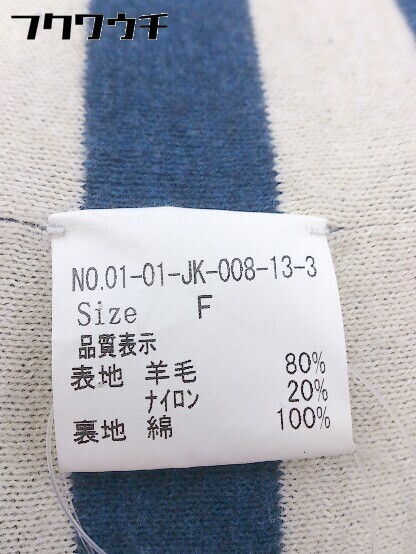 フクワウチ
NO.01-01-JK-008-13-3
Size F
品質表示
表地 羊毛 80%
ナイロン 20%
裏地 綿 100%